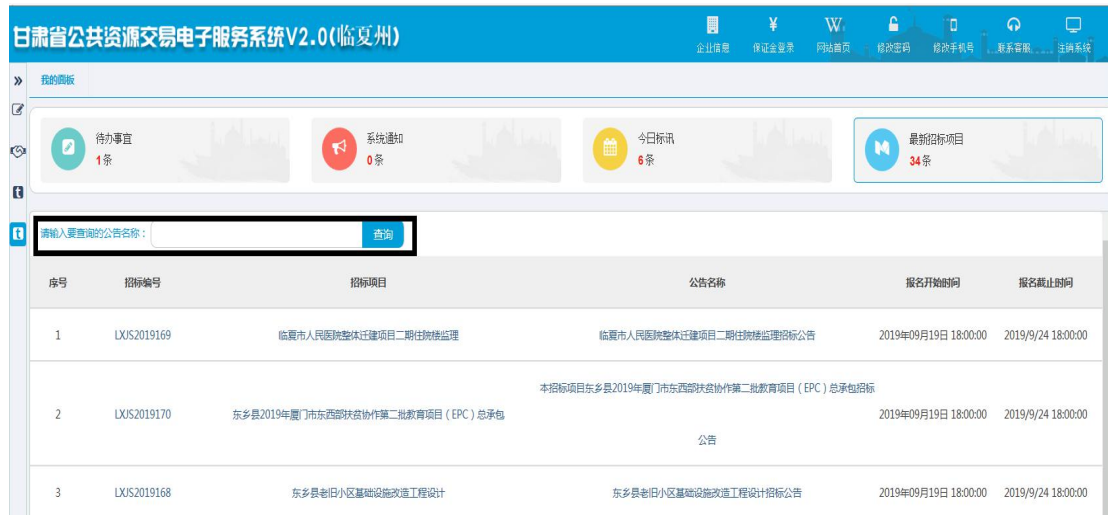 甘肃省公共资源交易电子服务系统V2.0(临夏州)
企业信息 保证金登录 网站首页 修改密码 修改手机号 联系客服 注销系统
我的面板
待办事宜
1条
系统通知
0条
今日标讯
6条
最新招标项目
34条
请输入要查询的公告名称: 查询
序号 招标编号 招标项目 公告名称 报名开始时间 报名截止时间
1 LXJS2019169 临夏市人民医院整体迁建项目二期住院楼监理 临夏市人民医院整体迁建项目二期住院楼监理招标公告 2019年09月19日 18:00:00 2019/9/24 18:00:00
本招标项目东乡县2019年厦门市东西部扶贫协作第二批教育项目(EPC)总承包招标
2 LXJS2019170 东乡县2019年厦门市东西部扶贫协作第二批教育项目(EPC)总承包 2019年09月19日 18:00:00 2019/9/24 18:00:00
公告
3 LXJS2019168 东乡县老旧小区基础设施改造工程设计 东乡县老旧小区基础设施改造工程设计招标公告 2019年09月19日 18:00:00 2019/9/24 18:00:00